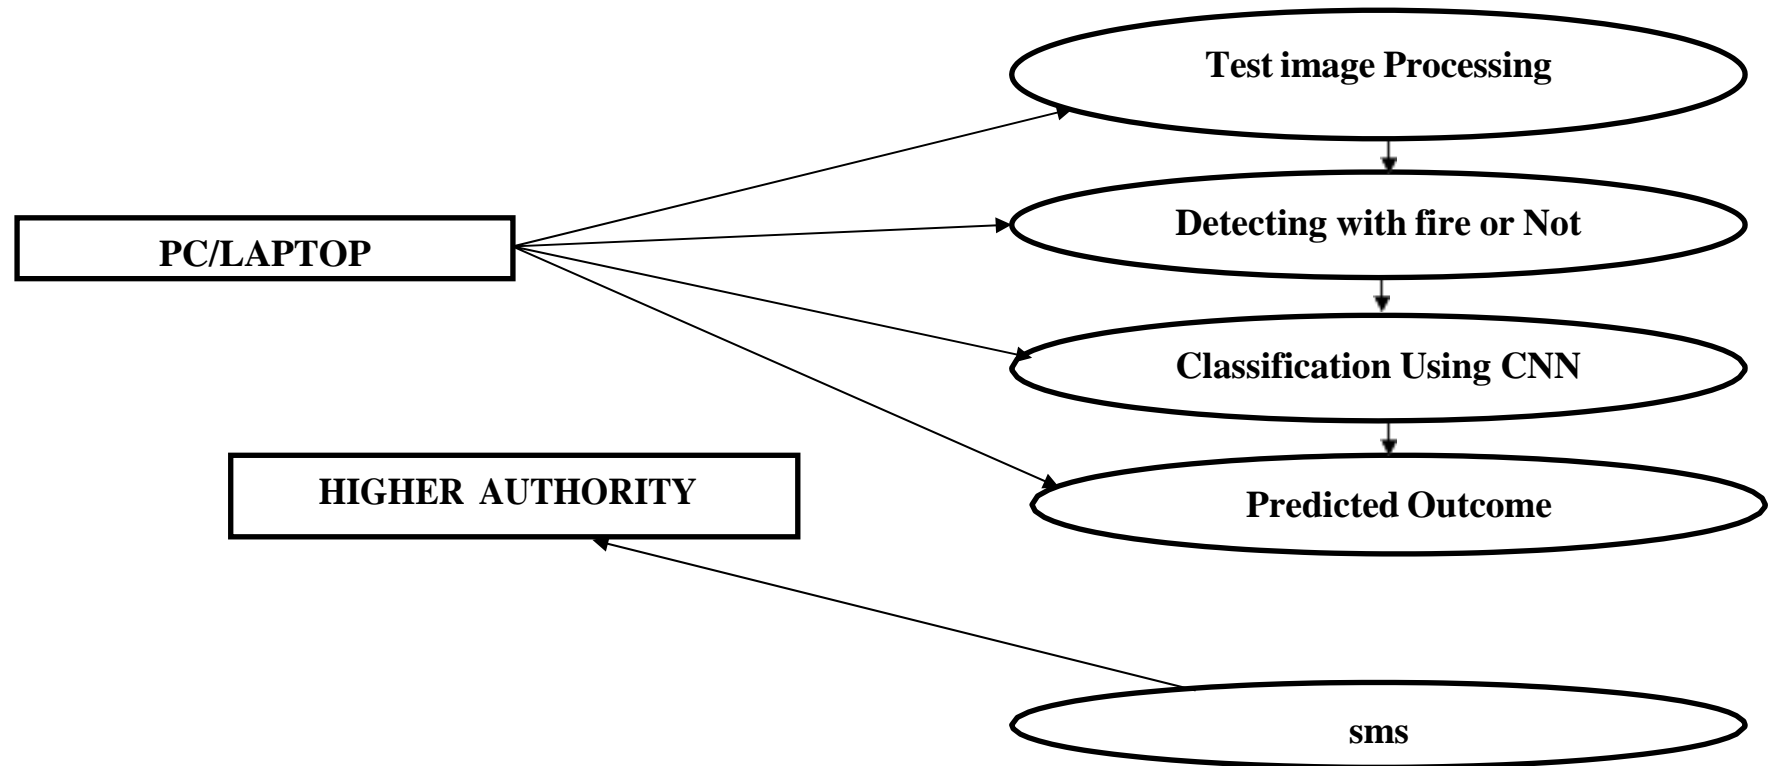 Test image Processing
Detecting with fire or Not
PC/LAPTOP
Classification Using CNN
HIGHER AUTHORITY
Predicted Outcome
sms